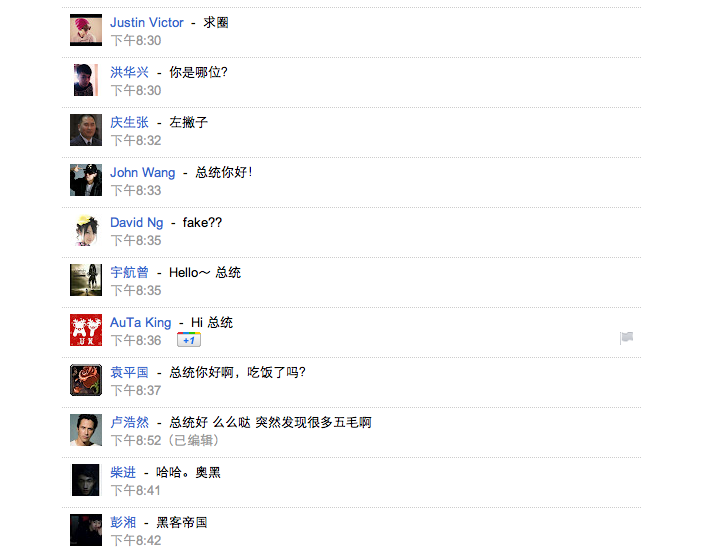 Justin Victor - 求圈
下午8:30
洪华兴 - 你是哪位?
下午8:30
庆生张 - 左撇子
下午8:32
John Wang - 总统你好!
下午8:33
David Ng - fake??
下午8:35
宇航曾 - Hello~ 总统
下午8:35
AuTa King - Hi 总统
下午8:36 +1
袁平国 - 总统你好啊，吃饭了吗?
下午8:37
卢浩然 - 总统好 么么哒 突然发现很多五毛啊
下午8:52（已编辑）
柴进 - 哈哈。奥黑
下午8:41
彭湘 - 黑客帝国
下午8:42